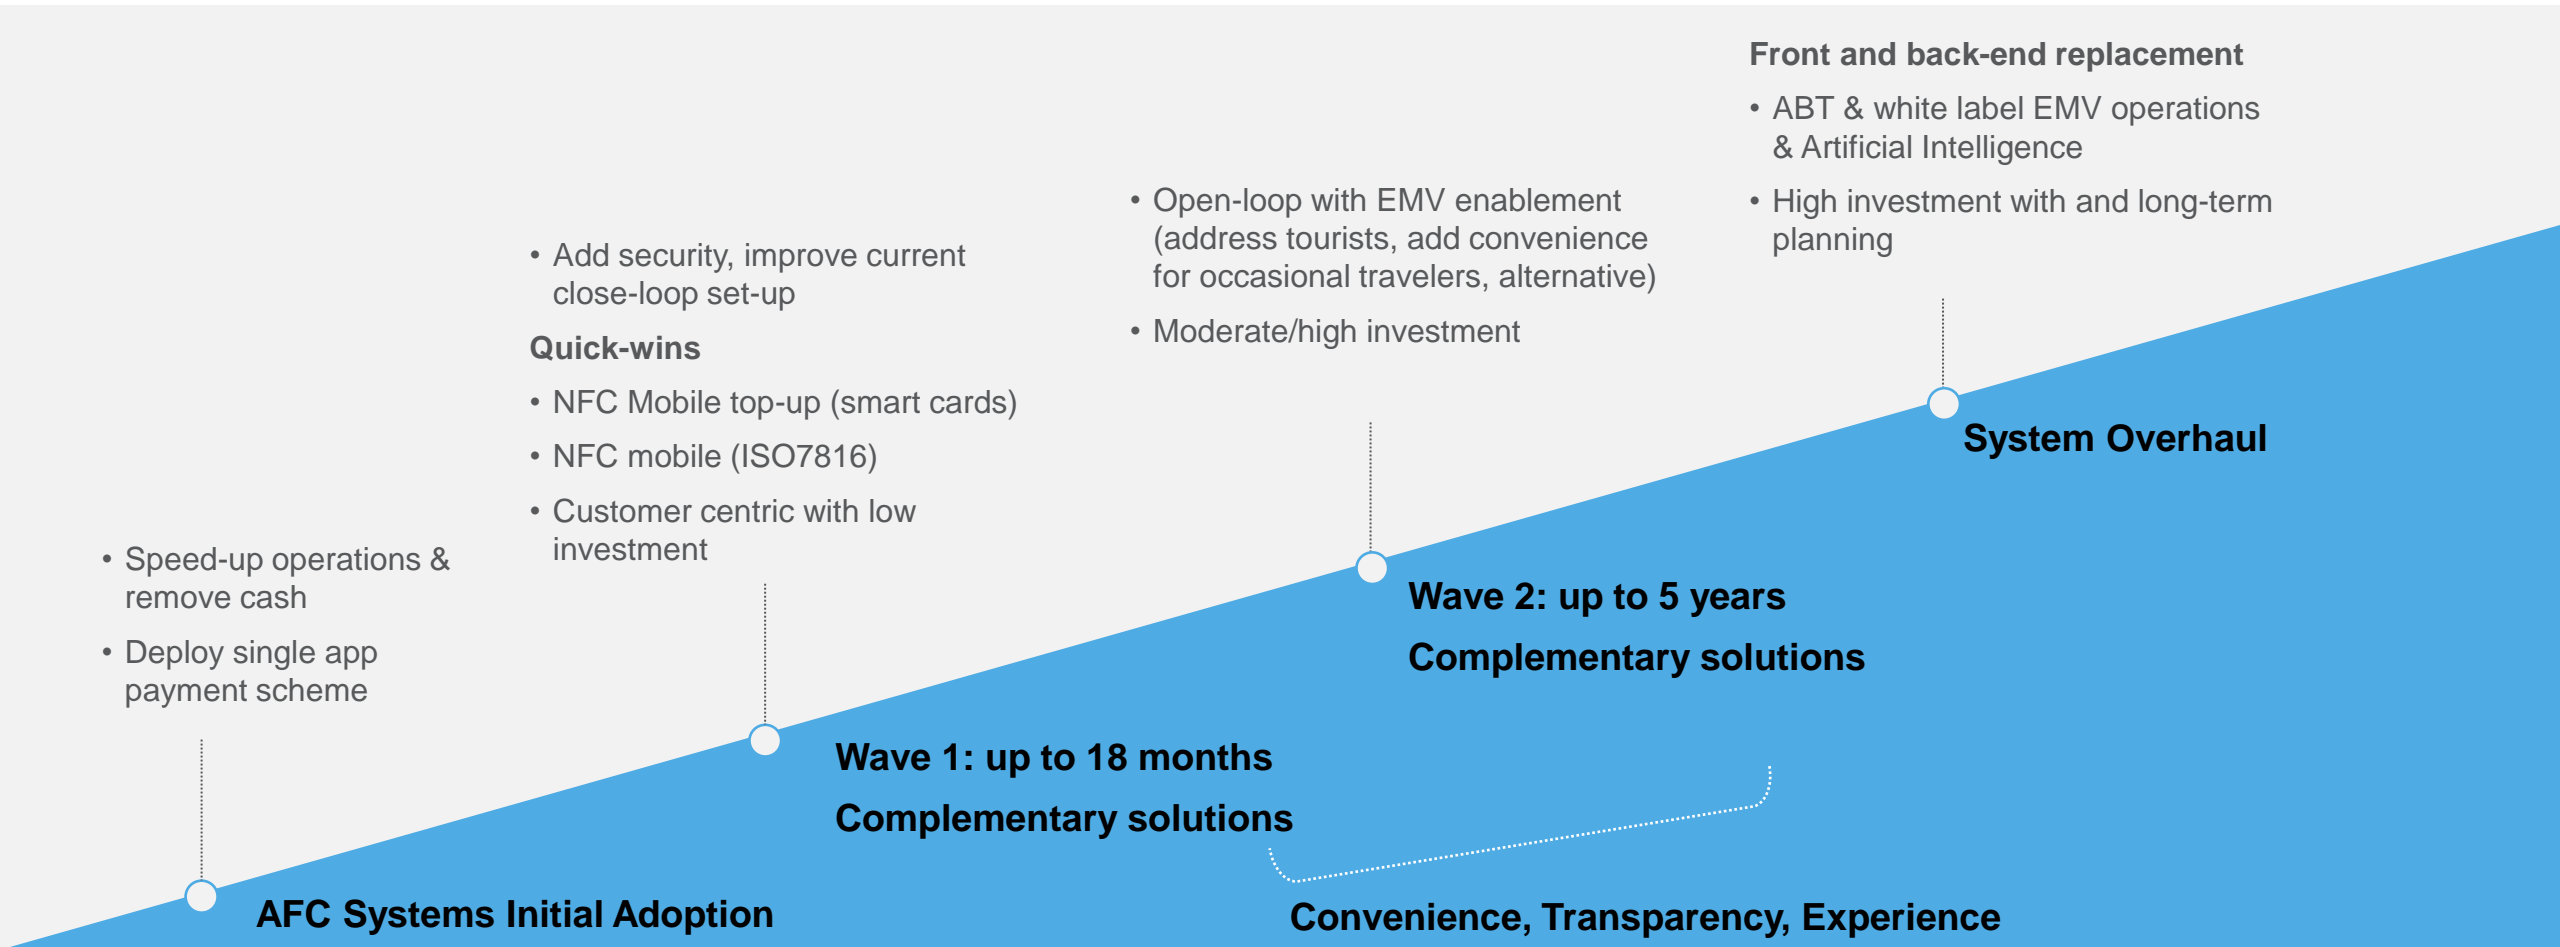 • Speed-up operations &
remove cash
• Deploy single app
payment scheme
AFC Systems Initial Adoption
• Add security, improve current
close-loop set-up
Quick-wins
• NFC Mobile top-up (smart cards)
• NFC mobile (ISO7816)
• Customer centric with low
investment
Wave 1: up to 18 months
Complementary solutions
• Open-loop with EMV enablement
(address tourists, add convenience
for occasional travelers, alternative)
• Moderate/high investment
Wave 2: up to 5 years
Complementary solutions
Convenience, Transparency, Experience
Front and back-end replacement
• ABT & white label EMV operations
& Artificial Intelligence
• High investment with and long-term
planning
System Overhaul